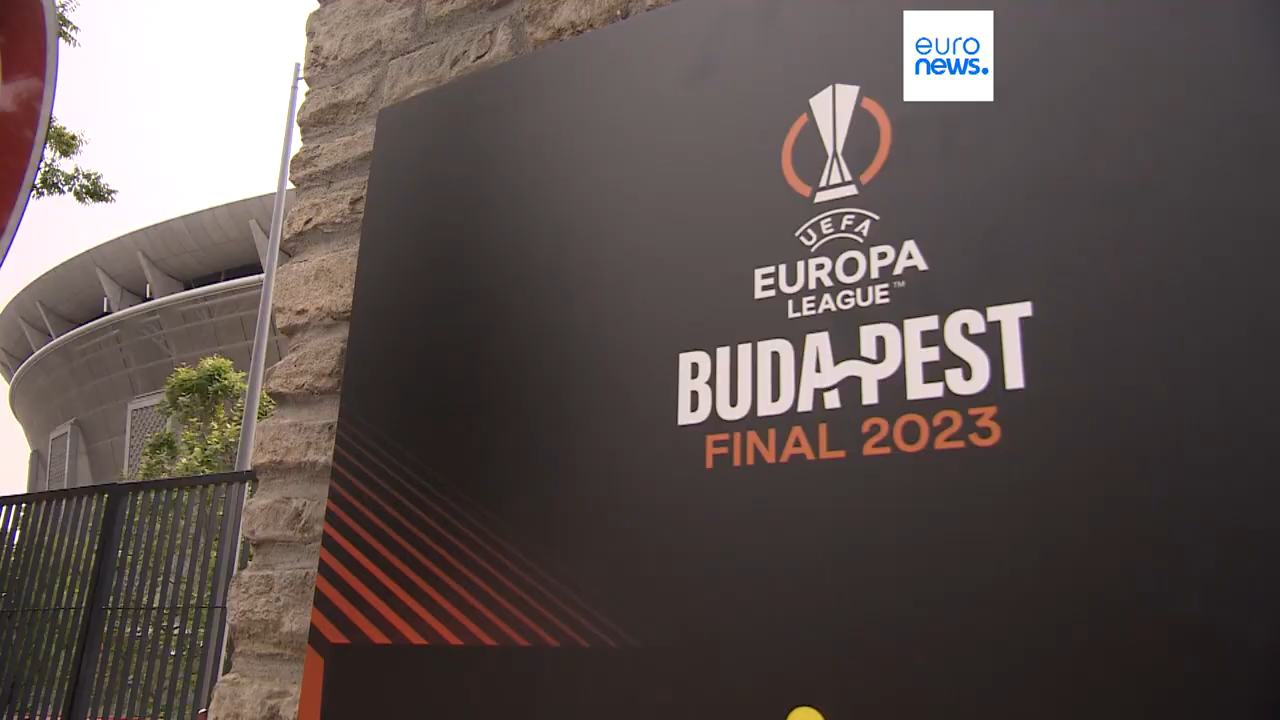 euro
news.
UEFA
EUROPA
LEAGUE™
BUDAPEST
FINAL 2023